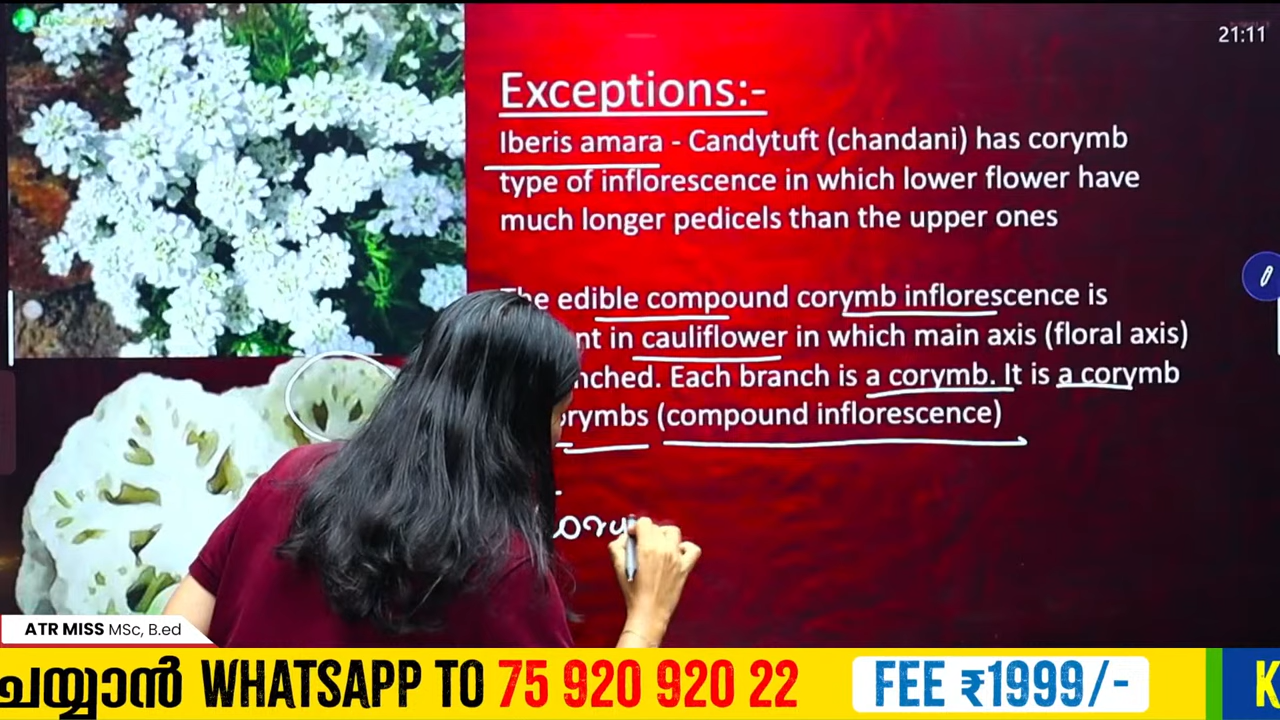 21:11
Exceptions:-
Iberis amara - Candytuft (chandani) has corymb
type of inflorescence in which lower flower have
much longer pedicels than the upper ones
The edible compound corymb inflorescence is
in cauliflower in which main axis (floral axis)
Each branch is a corymb. It is a corymb
(compound inflorescence)
ATR MISS MSc, B.ed
ചയ്യാൻ WHATSAPP TO 75 920 920 22 FEE ₹1999/- K